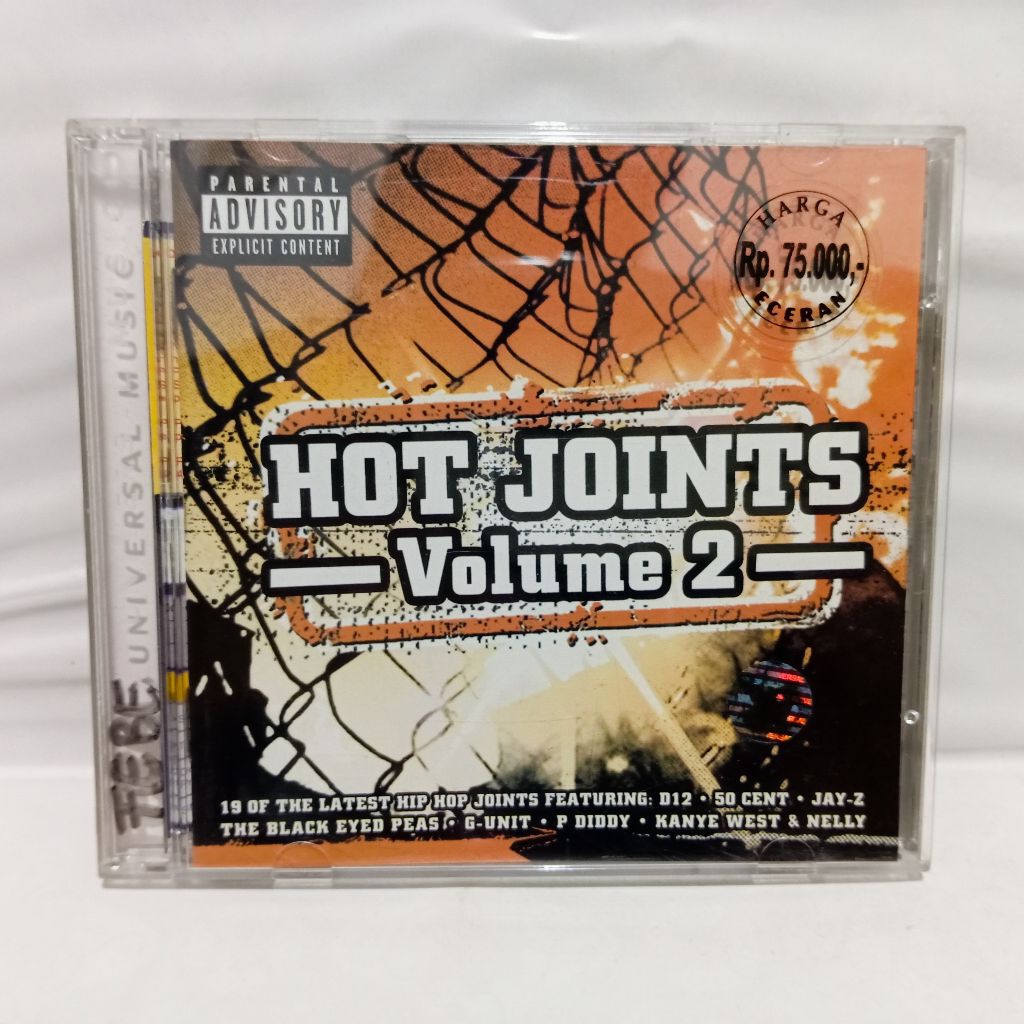 PARENTAL
ADVISORY
EXPLICIT CONTENT
HARGA
Rp. 75.000,-
ECERAN
UNIVERSAL MUSIC
HOT JOINTS
Volume 2
19 OF THE LATEST HIP HOP JOINTS FEATURING: D12 • 50 CENT • JAY-Z
THE BLACK EYED PEAS • G-UNIT • P DIDDY • KANYE WEST & NELLY